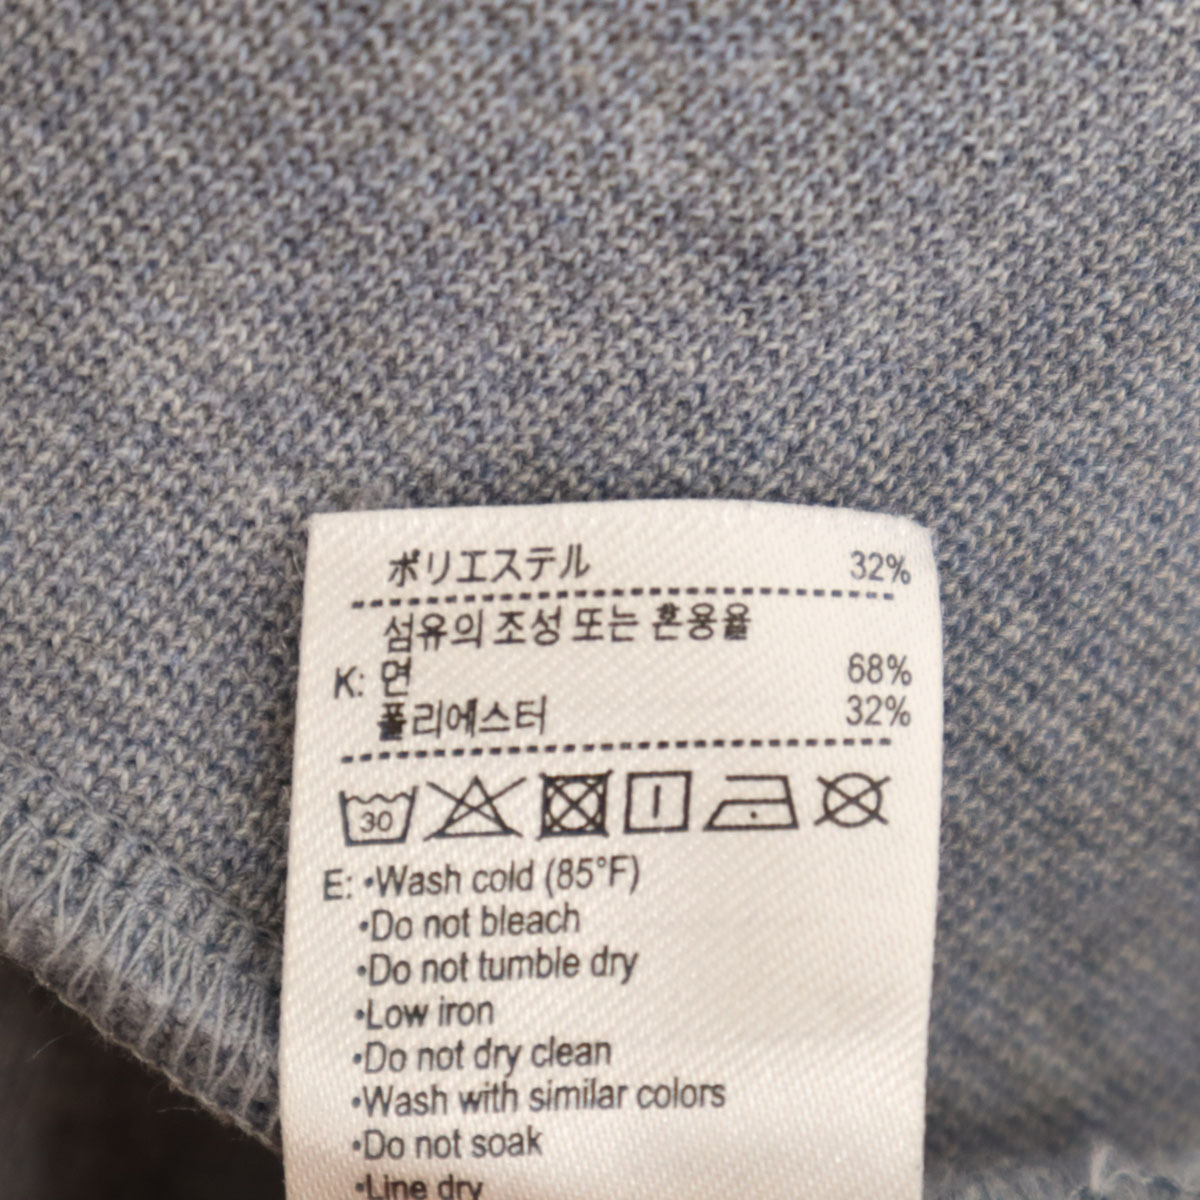 ポリエステル 32%
섬유의 조성 또는 혼용율
K: 면 68%
폴리에스터 32%
30
E: •Wash cold (85°F)
•Do not bleach
•Do not tumble dry
•Low iron
•Do not dry clean
•Wash with similar colors
•Do not soak
•Line dry